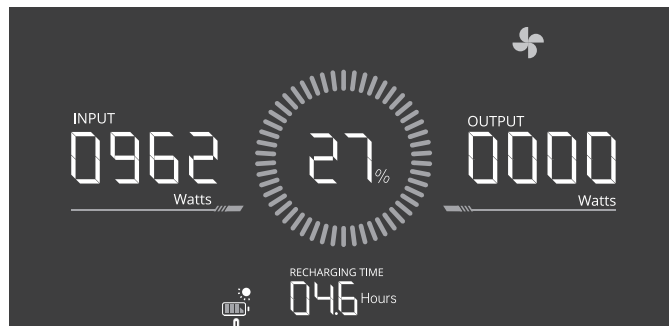 INPUT
0962
Watts
27%
OUTPUT
0000
Watts
RECHARGING TIME
04.6 Hours